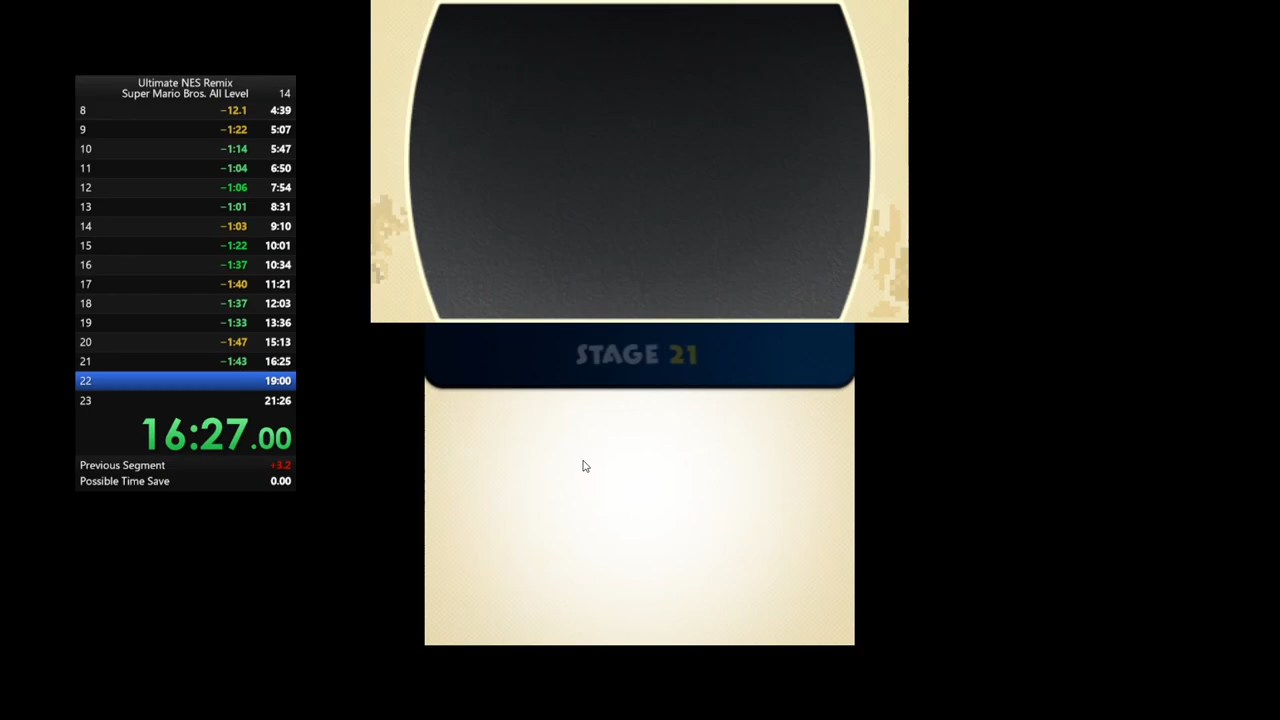 Ultimate NES Remix
Super Mario Bros. All Level 14
8 −12.1 4:39
9 −1:22 5:07
10 −1:14 5:47
11 −1:04 6:50
12 −1:06 7:54
13 −1:01 8:31
14 −1:03 9:10
15 −1:22 10:01
16 −1:37 10:34
17 −1:40 11:21
18 −1:37 12:03
19 −1:33 13:36
20 −1:47 15:13
21 −1:43 16:25
22 19:00
23 21:26
16:27.00
Previous Segment +3.2
Possible Time Save 0.00
STAGE 21